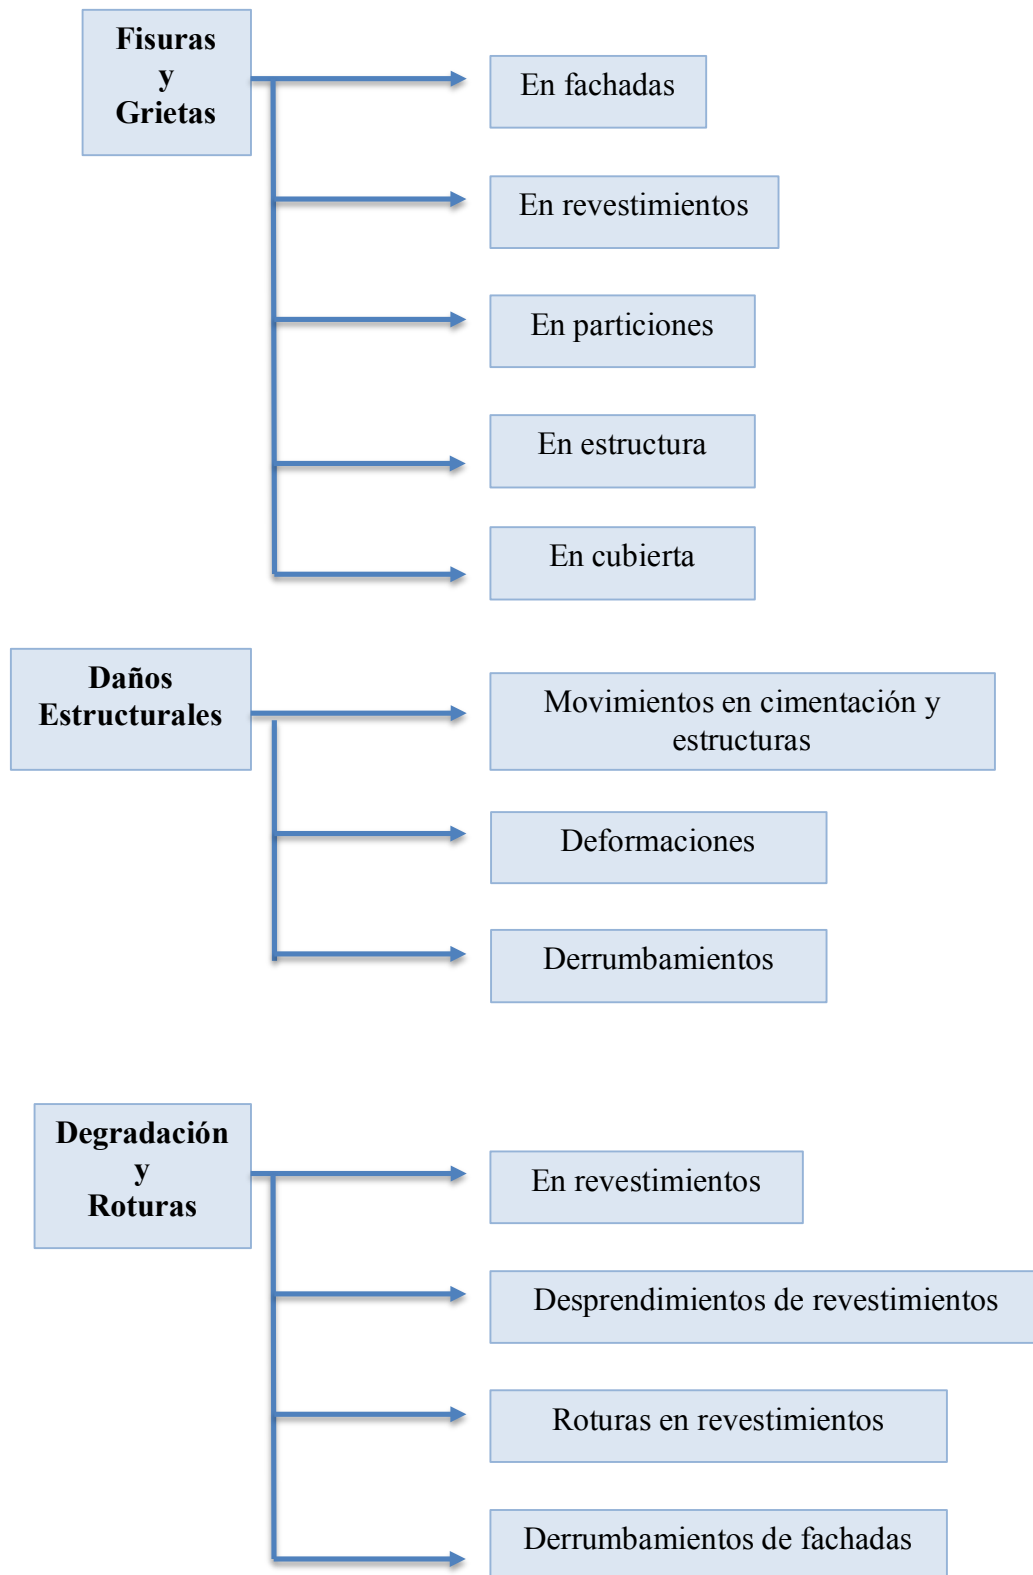 Fisuras
y
Grietas
En fachadas
En revestimientos
En particiones
En estructura
En cubierta
Daños
Estructurales
Movimientos en cimentación y
estructuras
Deformaciones
Derrumbamientos
Degradación
y
Roturas
En revestimientos
Desprendimientos de revestimientos
Roturas en revestimientos
Derrumbamientos de fachadas